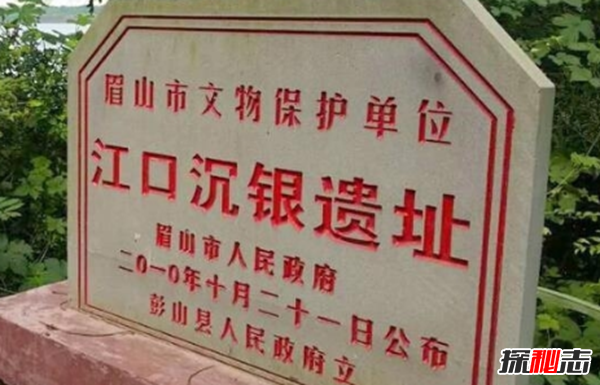 眉山市文物保护单位
江口沉银遗址
眉山市人民政府
二〇一〇年十月二十一日公布
彭山县人民政府立
探秘志